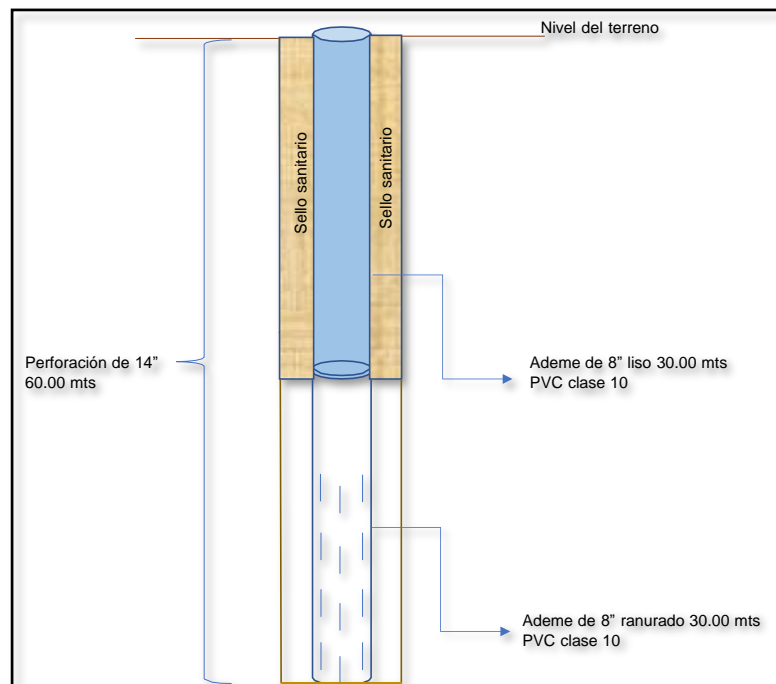 Nivel del terreno
Sello sanitario
Sello sanitario
Perforación de 14”
60.00 mts
Ademe de 8” liso 30.00 mts
PVC clase 10
Ademe de 8” ranurado 30.00 mts
PVC clase 10